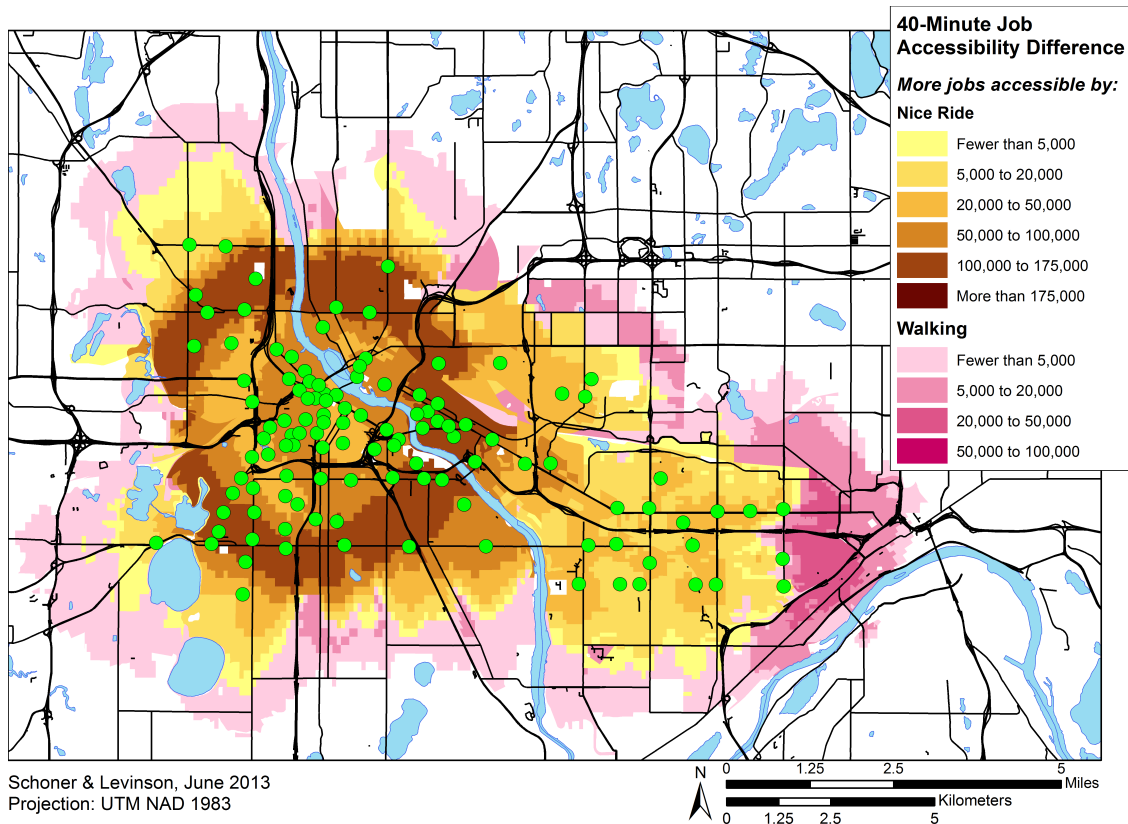 40-Minute Job
Accessibility Difference
More jobs accessible by:
Nice Ride
Fewer than 5,000
5,000 to 20,000
20,000 to 50,000
50,000 to 100,000
100,000 to 175,000
More than 175,000
Walking
Fewer than 5,000
5,000 to 20,000
20,000 to 50,000
50,000 to 100,000
Schoner & Levinson, June 2013
Projection: UTM NAD 1983
N
0 1.25 2.5 5
Miles
Kilometers
0 1.25 2.5 5